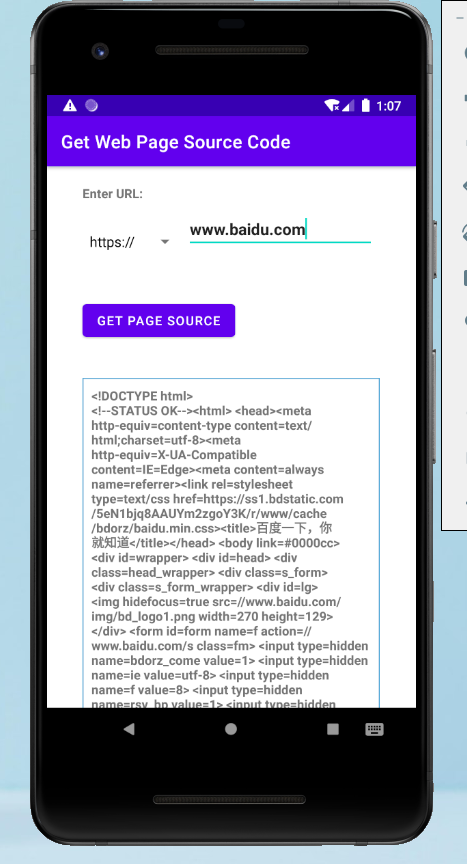 1:07
Get Web Page Source Code
Enter URL:
https://
www.baidu.com
GET PAGE SOURCE
<!DOCTYPE html>
<!--STATUS OK--><html> <head><meta
http-equiv=content-type content=text/
html;charset=utf-8><meta
http-equiv=X-UA-Compatible
content=IE=Edge><meta content=always
name=referrer><link rel=stylesheet
type=text/css href=https://ss1.bdstatic.com
/5eN1bjq8AAUYm2zgoY3K/r/www/cache
/bdorz/baidu.min.css><title>百度一下，你
就知道</title></head> <body link=#0000cc>
<div id=wrapper> <div id=head> <div
class=head_wrapper> <div class=s_form>
<div class=s_form_wrapper> <div id=lg>
<img hidefocus=true src=//www.baidu.com/
img/bd_logo1.png width=270 height=129>
</div> <form id=form name=f action=//
www.baidu.com/s class=fm> <input type=hidden
name=bdorz_come value=1> <input type=hidden
name=ie value=utf-8> <input type=hidden
name=f value=8> <input type=hidden
name=rsv_bp value=1> <input type=hidden